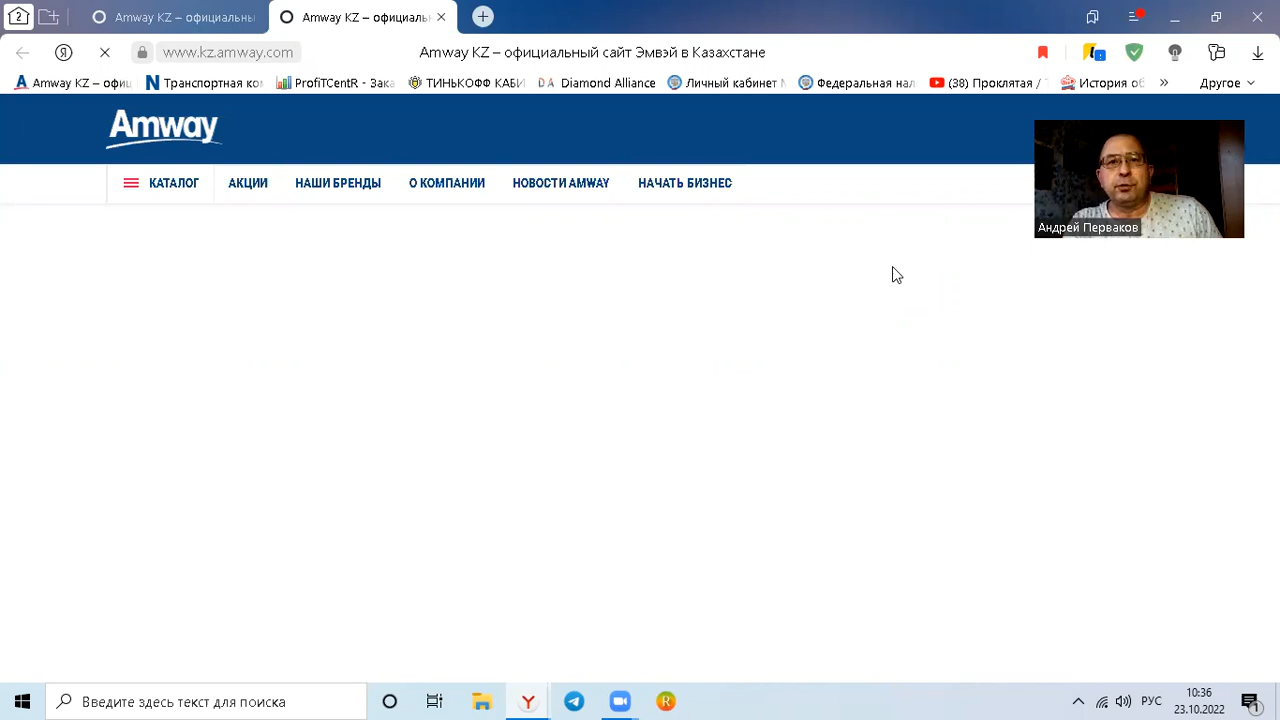 2
Amway KZ – официальны
Amway KZ – официаль
www.kz.amway.com
Amway KZ – официальный сайт Эмвэй в Казахстане
Amway KZ – офиц
Транспортная ко
ProfiTCentR - Зака
ТИНЬКОФФ КАБИ
Diamond Alliance
Личный кабинет
Федеральная нал
(38) Проклятая /
История об
»
Другое
Amway
КАТАЛОГ
АКЦИИ
НАШИ БРЕНДЫ
О КОМПАНИИ
НОВОСТИ AMWAY
НАЧАТЬ БИЗНЕС
Андрей Перваков
Введите здесь текст для поиска
РУС
10:36
23.10.2022